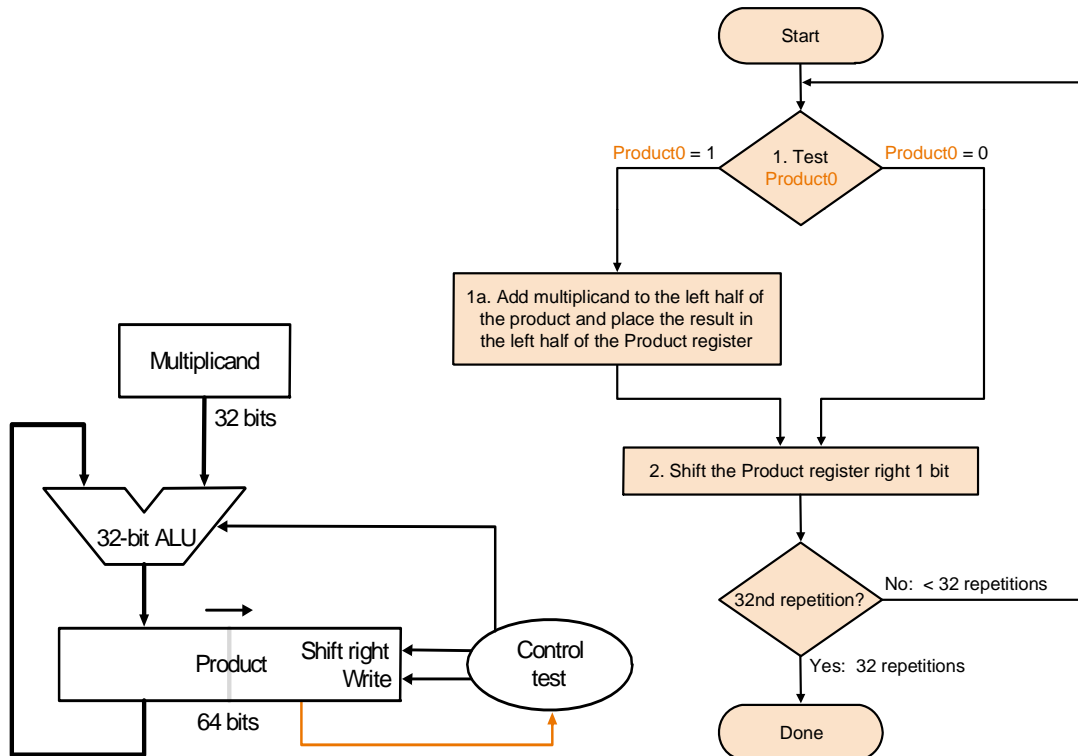 Start
Product0 = 1
1. Test
Product0
Product0 = 0
1a. Add multiplicand to the left half of
the product and place the result in
the left half of the Product register
2. Shift the Product register right 1 bit
32nd repetition?
No:  < 32 repetitions
Yes:  32 repetitions
Done
Multiplicand
32 bits
32-bit ALU
Product
Shift right
Write
Control
test
64 bits